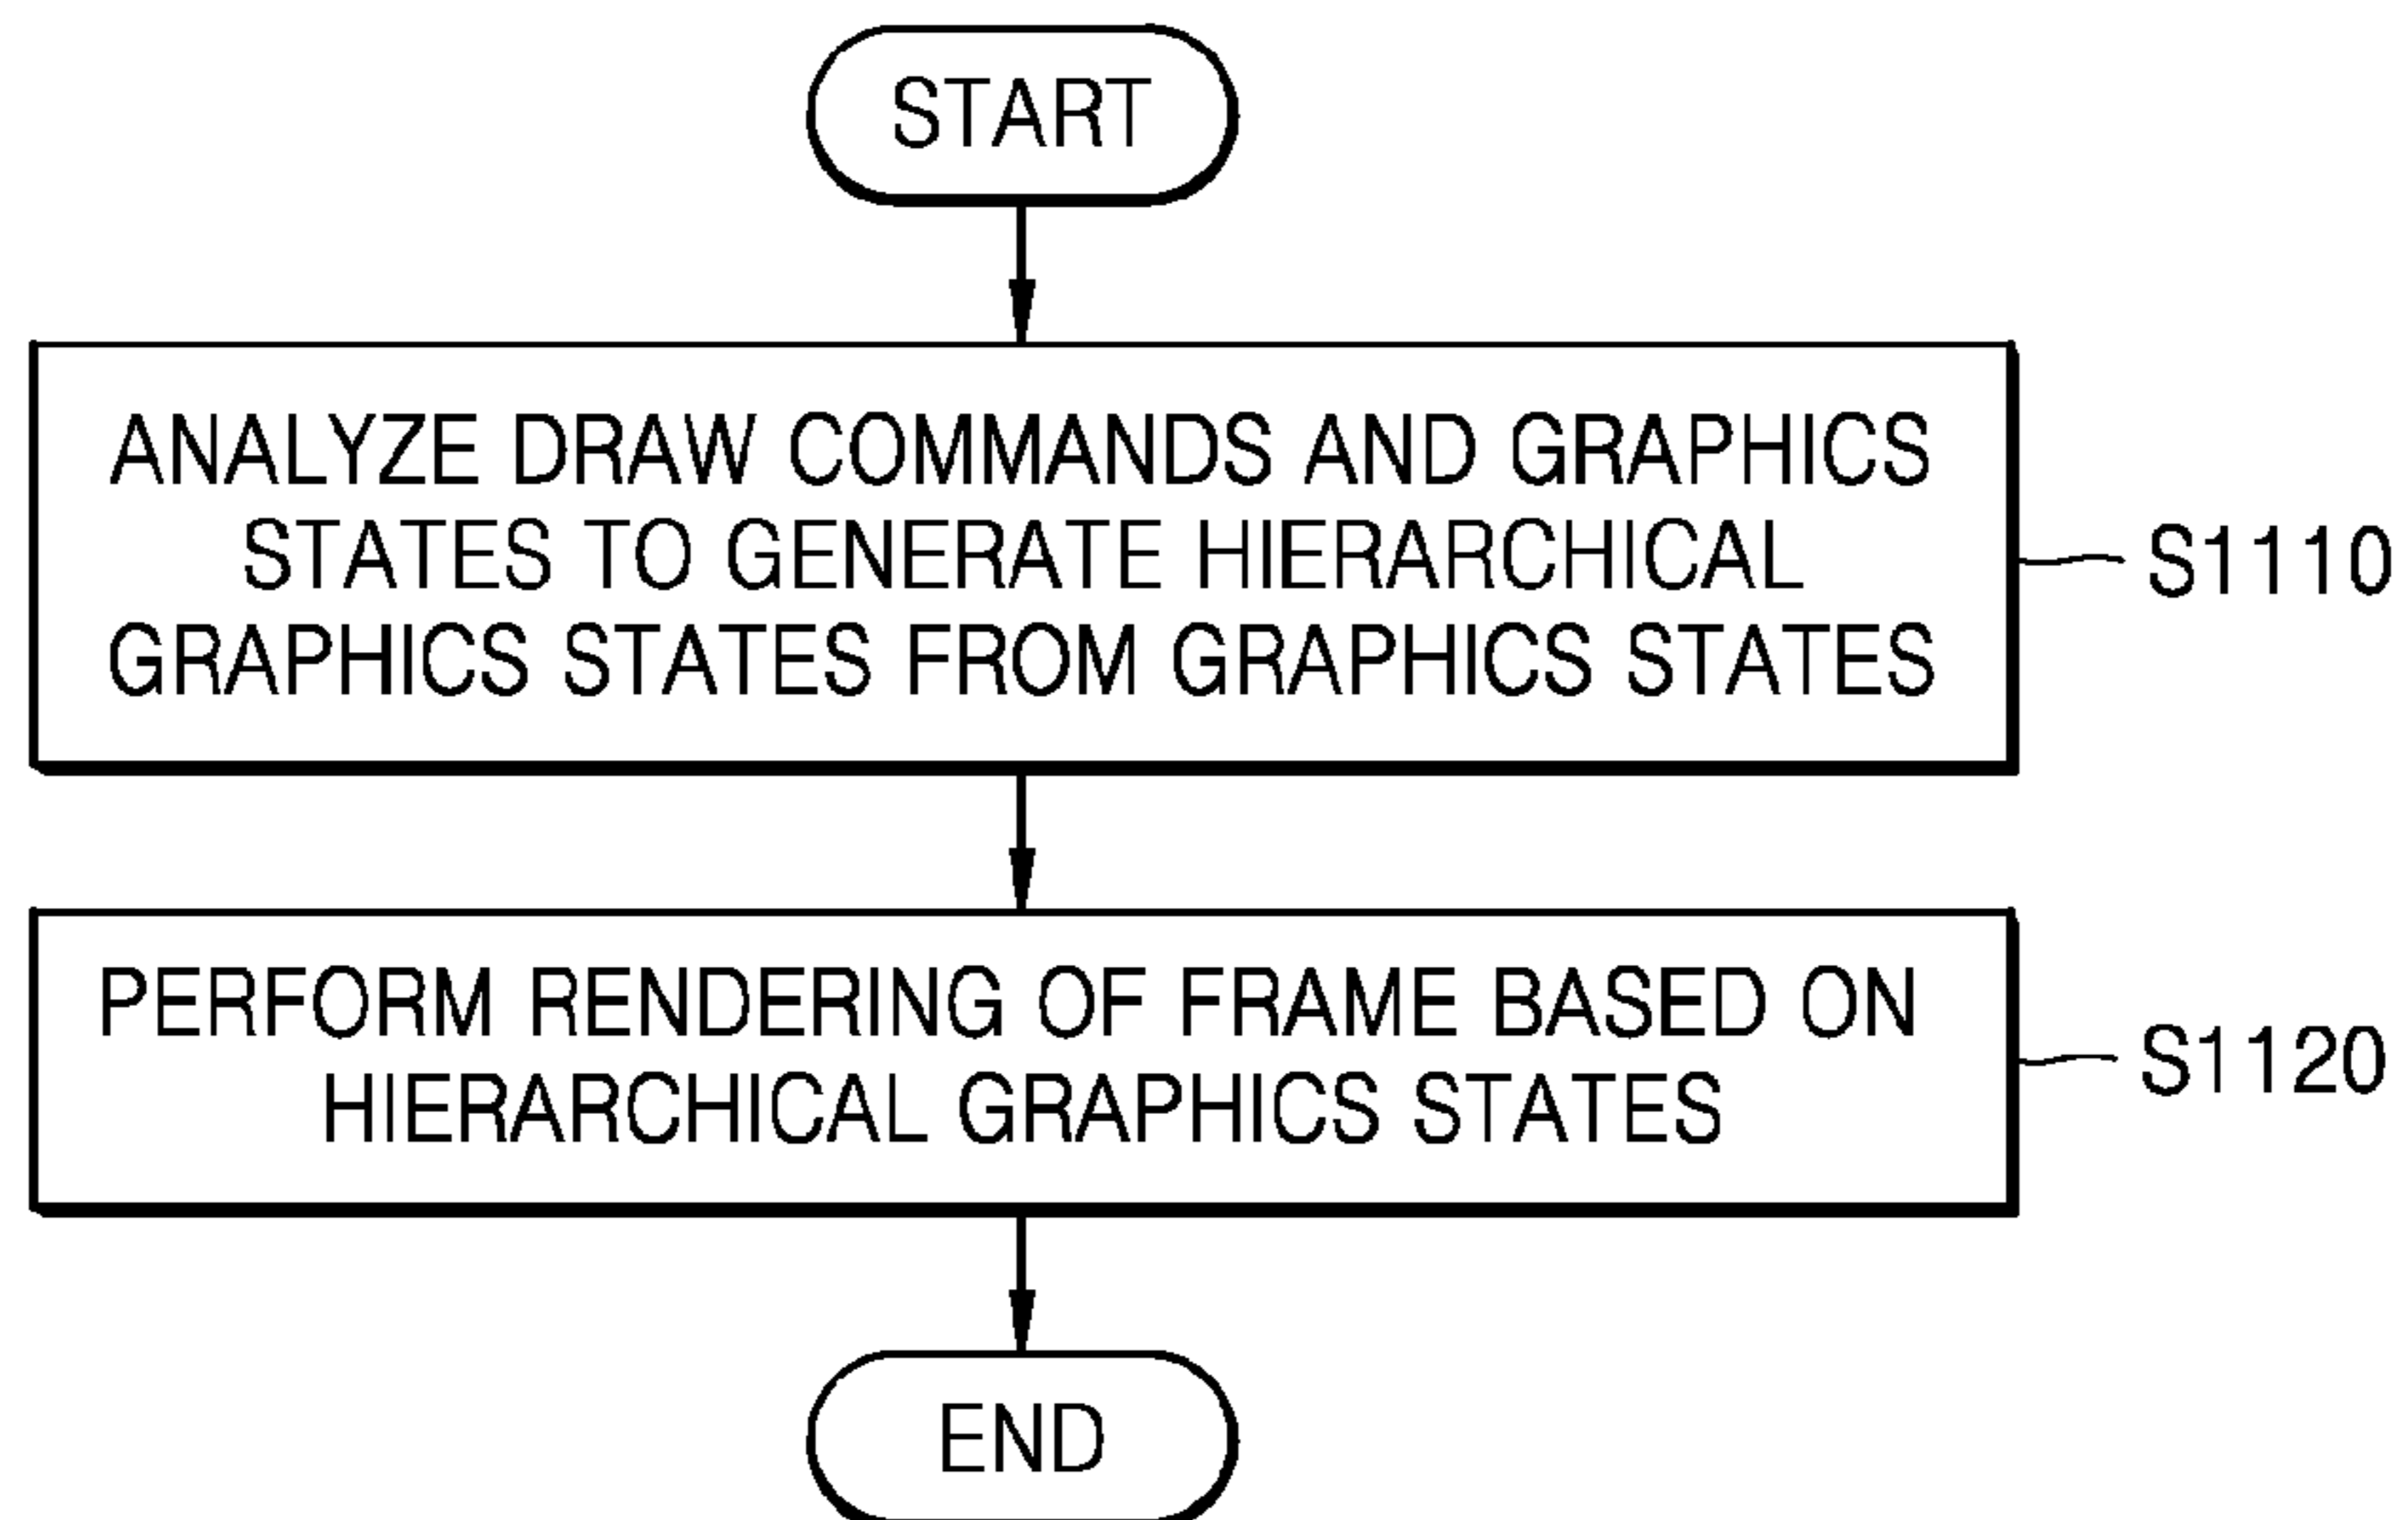 START
ANALYZE DRAW COMMANDS AND GRAPHICS
STATES TO GENERATE HIERARCHICAL
GRAPHICS STATES FROM GRAPHICS STATES
S1110
PERFORM RENDERING OF FRAME BASED ON
HIERARCHICAL GRAPHICS STATES
S1120
END